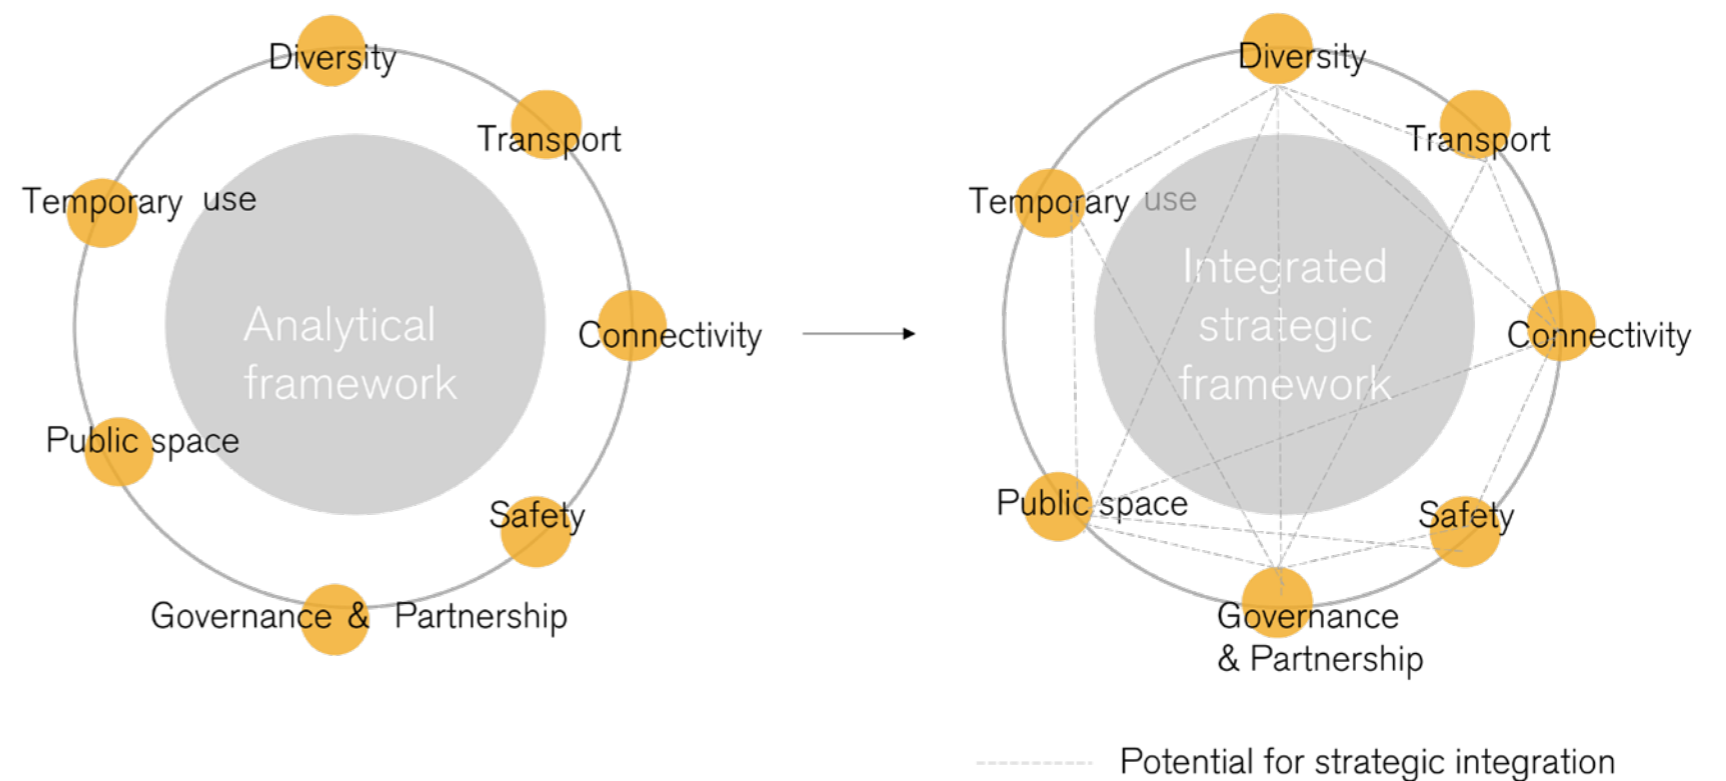 Diversity
Transport
Temporary use
Analytical
framework
Connectivity
Public space
Safety
Governance & Partnership
Diversity
Transport
Temporary use
Integrated
strategic
framework
Connectivity
Public space
Safety
Governance
& Partnership
Potential for strategic integration